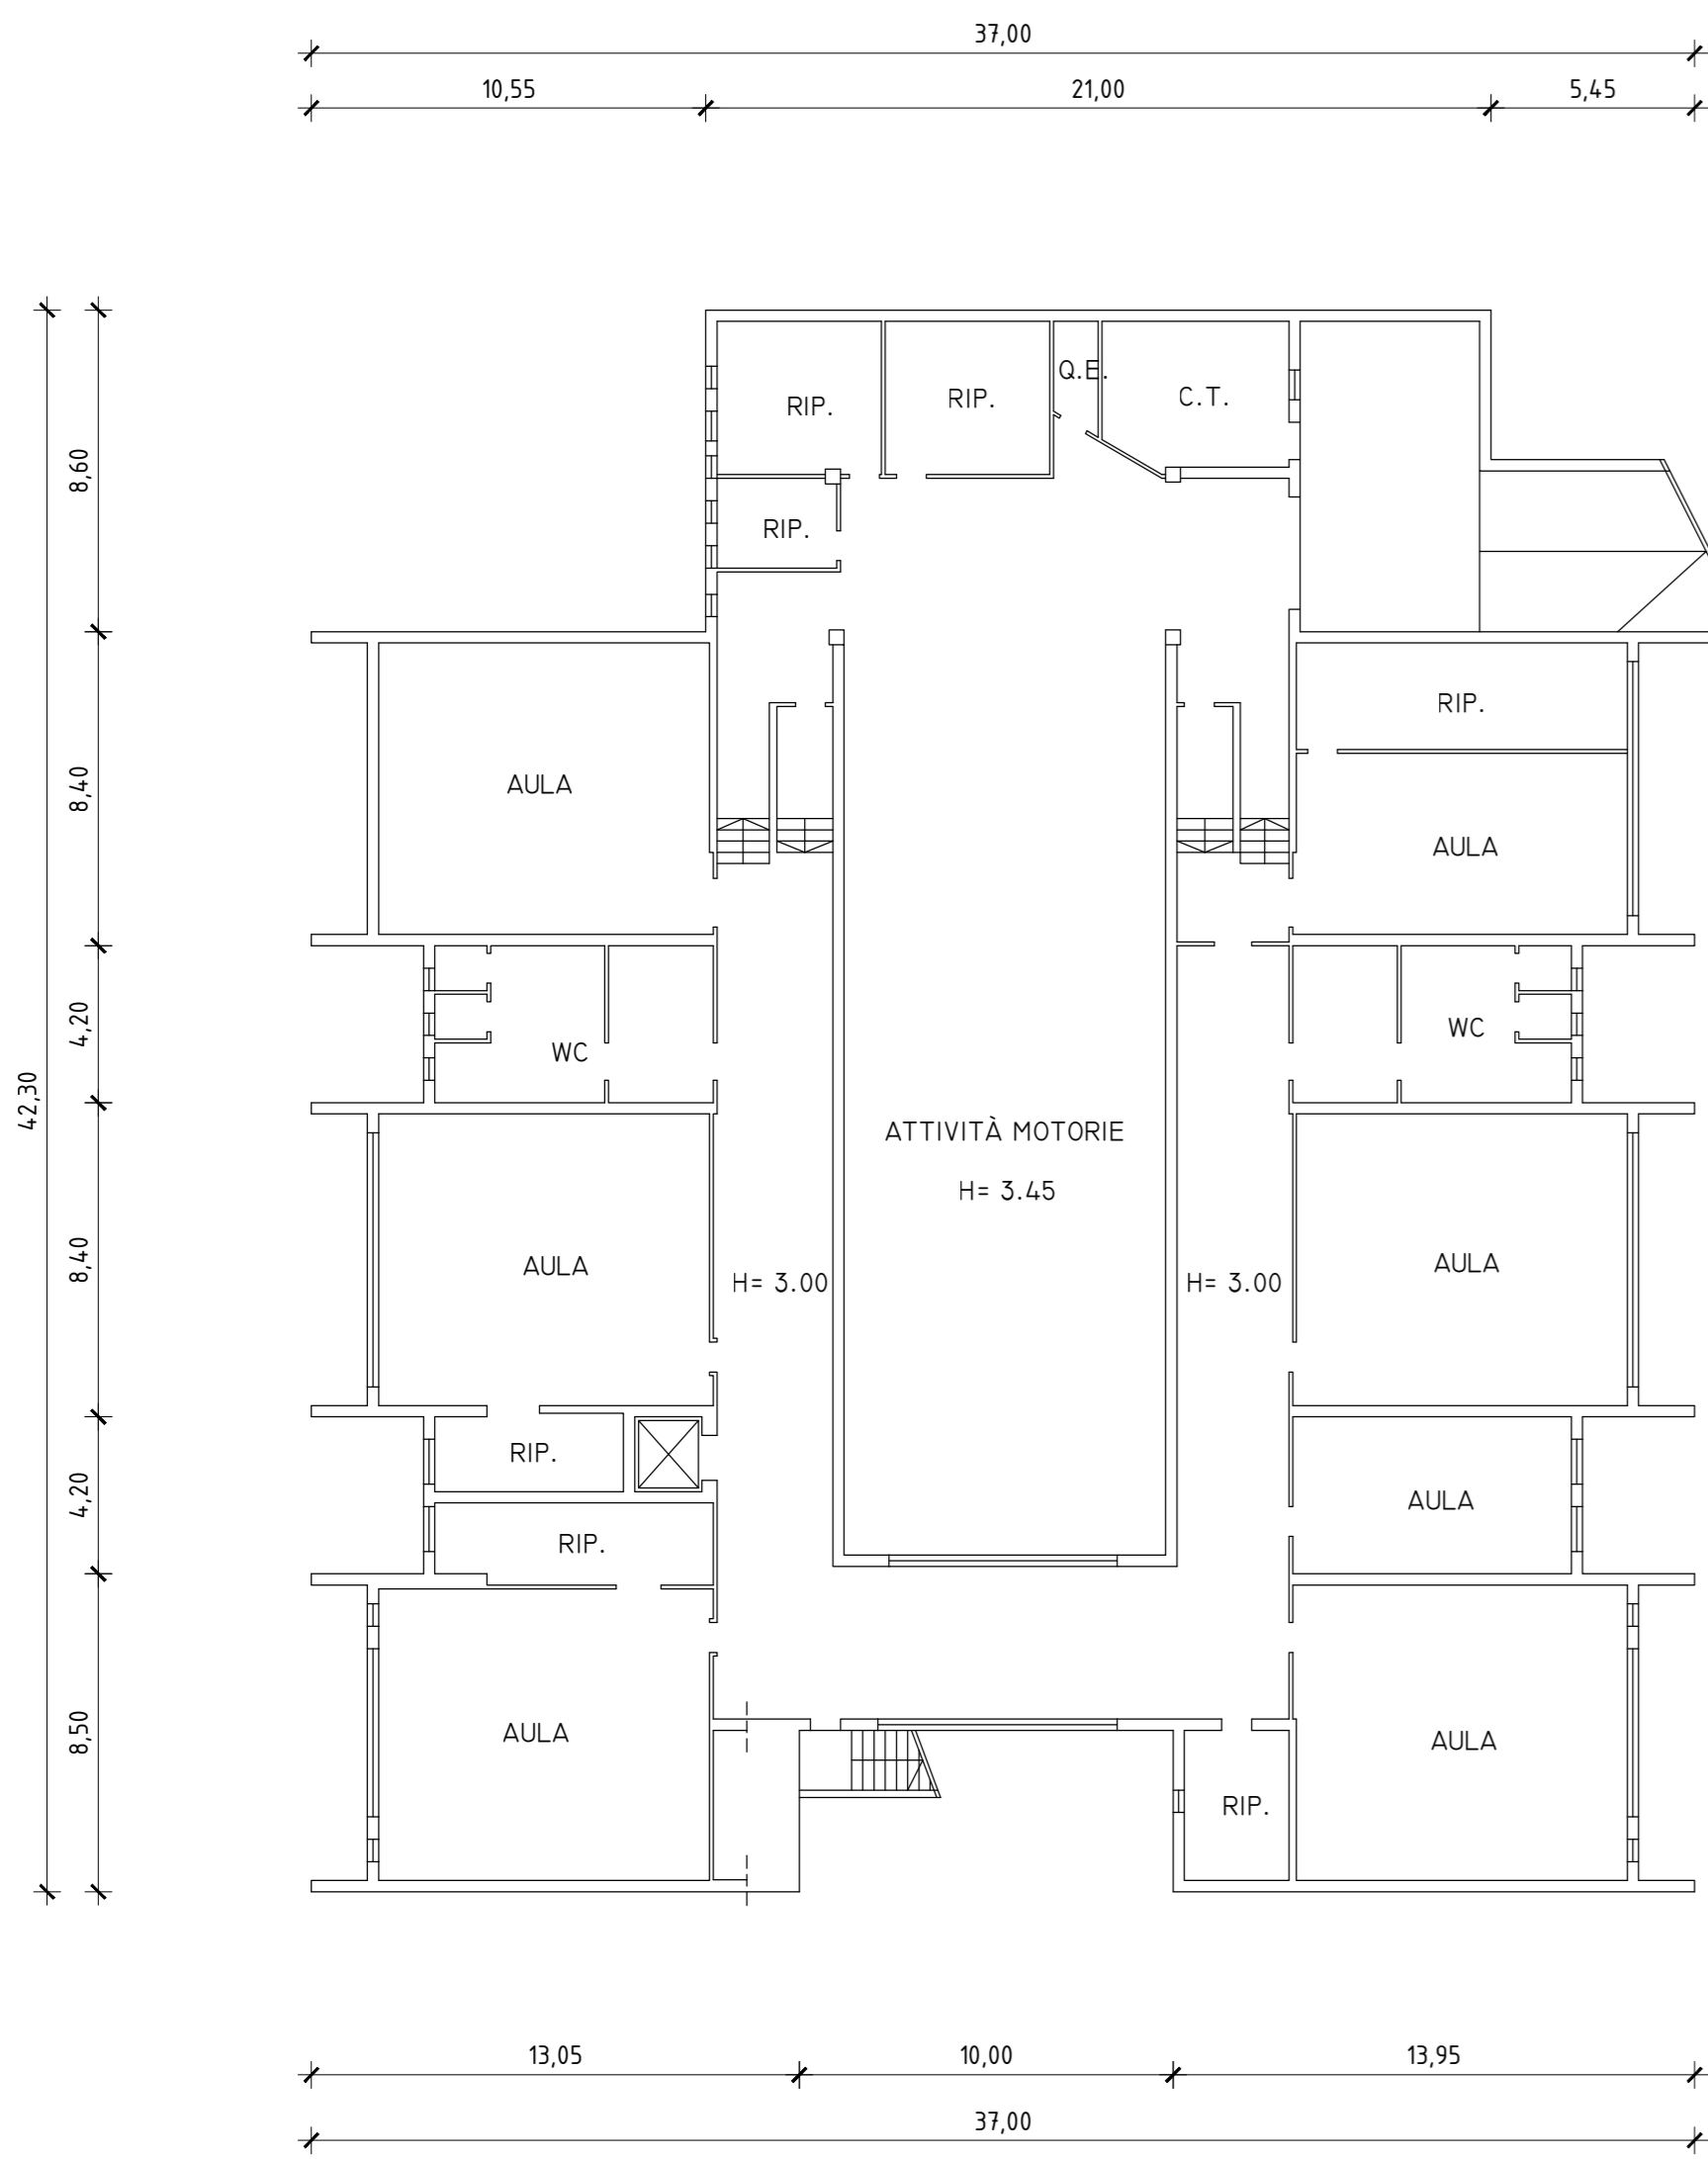 37,00
10,55
21,00
5,45
8,60
8,40
4,20
42,30
8,40
4,20
8,50
Q.E.
RIP.
RIP.
C.T.
RIP.
RIP.
AULA
AULA
WC
WC
ATTIVITÀ MOTORIE
H= 3.45
AULA
H= 3.00
H= 3.00
AULA
RIP.
AULA
RIP.
AULA
AULA
RIP.
13,05
10,00
13,95
37,00